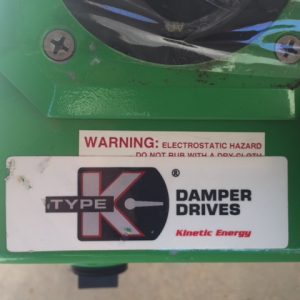 WARNING: ELECTROSTATIC HAZARD
DO NOT RUB WITH A DRY CLOTH
TYPE K ®
DAMPER
DRIVES
Kinetic Energy